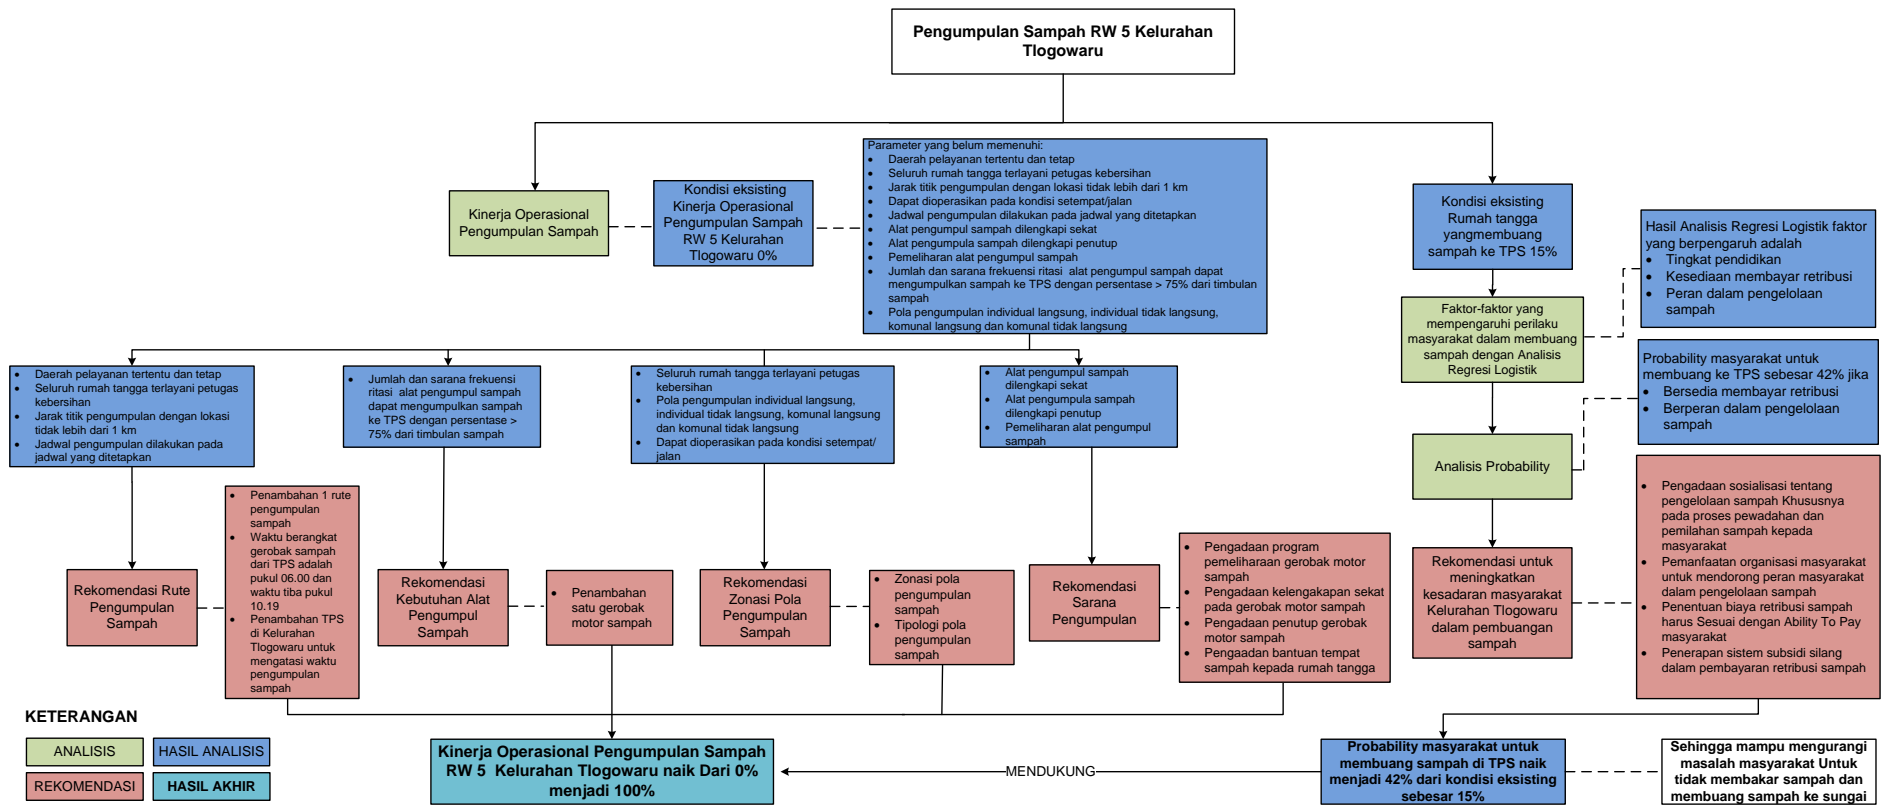 Pengumpulan Sampah RW 5 Kelurahan
Tlogowaru
Kinerja Operasional
Pengumpulan Sampah
Kondisi eksisting
Kinerja Operasional
Pengumpulan Sampah
RW 5 Kelurahan
Tlogowaru 0%
Parameter yang belum memenuhi:
• Daerah pelayanan tertentu dan tetap
• Seluruh rumah tangga terlayani petugas kebersihan
• Jarak titik pengumpulan dengan lokasi tidak lebih dari 1 km
• Dapat dioperasikan pada kondisi setempat/jalan
• Jadwal pengumpulan dilakukan pada jadwal yang ditetapkan
• Alat pengumpul sampah dilengkapi sekat
• Alat pengumpula sampah dilengkapi penutup
• Pemeliharan alat pengumpul sampah
• Jumlah dan sarana frekuensi ritasi alat pengumpul sampah dapat
mengumpulkan sampah ke TPS dengan persentase > 75% dari timbulan
sampah
• Pola pengumpulan individual langsung, individual tidak langsung,
komunal langsung dan komunal tidak langsung
Kondisi eksisting
Rumah tangga
yangmembuang
sampah ke TPS 15%
Hasil Analisis Regresi Logistik faktor
yang berpengaruh adalah
• Tingkat pendidikan
• Kesediaan membayar retribusi
• Peran dalam pengelolaan
sampah
Faktor-faktor yang
mempengaruhi perilaku
masyarakat dalam membuang
sampah dengan Analisis
Regresi Logistik
Probability masyarakat untuk
membuang ke TPS sebesar 42% jika
• Bersedia membayar retribusi
• Berperan dalam pengelolaan
sampah
Analisis Probability
• Daerah pelayanan tertentu dan tetap
• Seluruh rumah tangga terlayani petugas
kebersihan
• Jarak titik pengumpulan dengan lokasi
tidak lebih dari 1 km
• Jadwal pengumpulan dilakukan pada
jadwal yang ditetapkan
• Jumlah dan sarana frekuensi
ritasi alat pengumpul sampah
dapat mengumpulkan sampah
ke TPS dengan persentase >
75% dari timbulan sampah
• Seluruh rumah tangga terlayani petugas
kebersihan
• Pola pengumpulan individual langsung,
individual tidak langsung, komunal langsung
dan komunal tidak langsung
• Dapat dioperasikan pada kondisi setempat/
jalan
• Alat pengumpul sampah
dilengkapi sekat
• Alat pengumpula sampah
dilengkapi penutup
• Pemeliharan alat pengumpul
sampah
Rekomendasi Rute
Pengumpulan
Sampah
• Penambahan 1 rute
pengumpulan
sampah
• Waktu berangkat
gerobak sampah
dari TPS adalah
pukul 06.00 dan
waktu tiba pukul
10.19
• Penambahan TPS
di Kelurahan
Tlogowaru untuk
mengatasi waktu
pengumpulan
sampah
Rekomendasi
Kebutuhan Alat
Pengumpul
Sampah
• Penambahan
satu gerobak
motor sampah
Rekomendasi
Zonasi Pola
Pengumpulan
Sampah
• Zonasi pola
pengumpulan
sampah
• Tipologi pola
pengumpulan
sampah
Rekomendasi
Sarana
Pengumpulan
• Pengadaan program
pemeliharaan gerobak motor
sampah
• Pengadaan kelengakapan sekat
pada gerobak motor sampah
• Pengadaan penutup gerobak
motor sampah
• Pengaadan bantuan tempat
sampah kepada rumah tangga
Rekomendasi untuk
meningkatkan
kesadaran masyarakat
Kelurahan Tlogowaru
dalam pembuangan
sampah
• Pengadaan sosialisasi tentang
pengelolaan sampah Khususnya
pada proses pewadahan dan
pemilahan sampah kepada
masyarakat
• Pemanfaatan organisasi masyarakat
untuk mendorong peran masyarakat
dalam pengelolaan sampah
• Penentuan biaya retribusi sampah
harus Sesuai dengan Ability To Pay
masyarakat
• Penerapan sistem subsidi silang
dalam pembayaran retribusi sampah
KETERANGAN
ANALISIS
HASIL ANALISIS
REKOMENDASI
HASIL AKHIR
Kinerja Operasional Pengumpulan Sampah
RW 5 Kelurahan Tlogowaru naik Dari 0%
menjadi 100%
MENDUKUNG
Probability masyarakat untuk
membuang sampah di TPS naik
menjadi 42% dari kondisi eksisting
sebesar 15%
Sehingga mampu mengurangi
masalah masyarakat Untuk
tidak membakar sampah dan
membuang sampah ke sungai